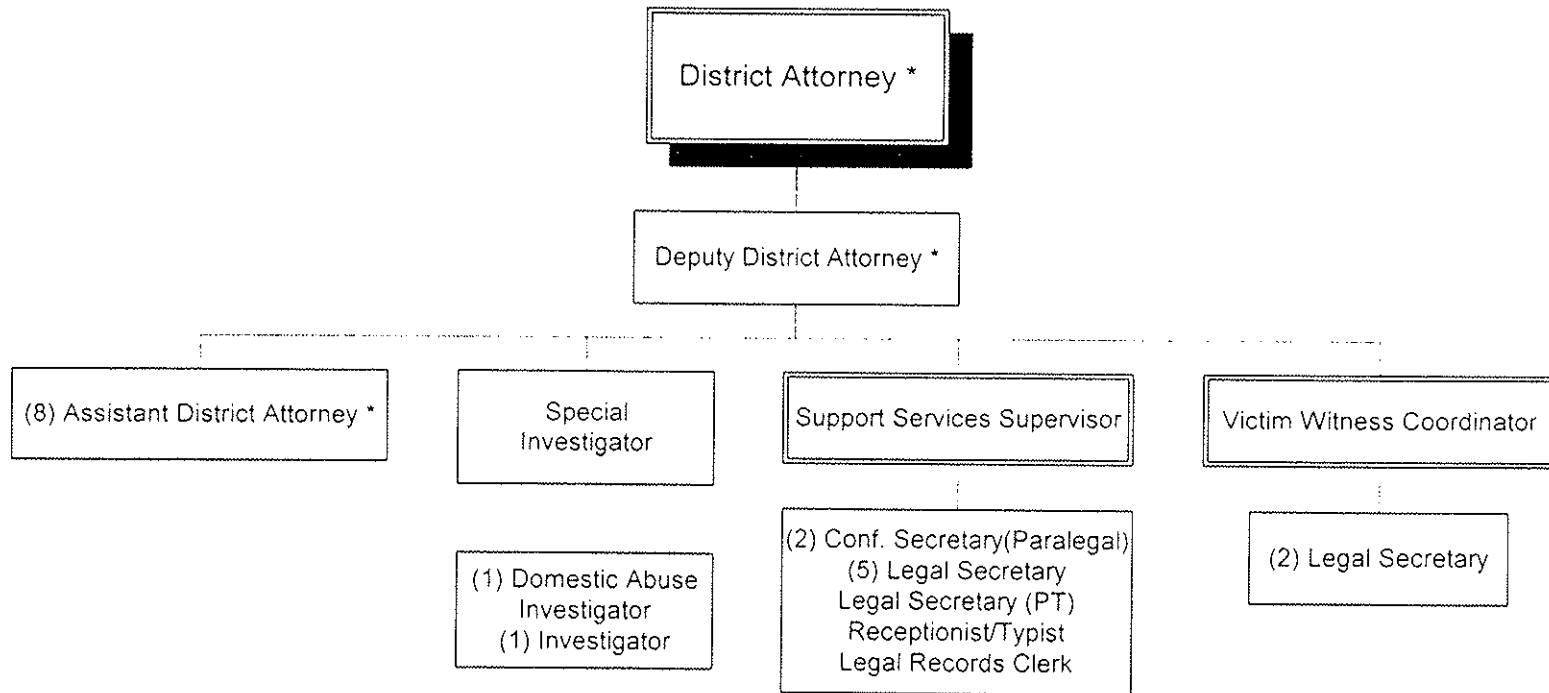 District Attorney *
Deputy District Attorney *
(8) Assistant District Attorney *
Special
Investigator
Support Services Supervisor
Victim Witness Coordinator
(1) Domestic Abuse
Investigator
(1) Investigator
(2) Conf. Secretary(Paralegal)
(5) Legal Secretary
Legal Secretary (PT)
Receptionist/Typist
Legal Records Clerk
(2) Legal Secretary